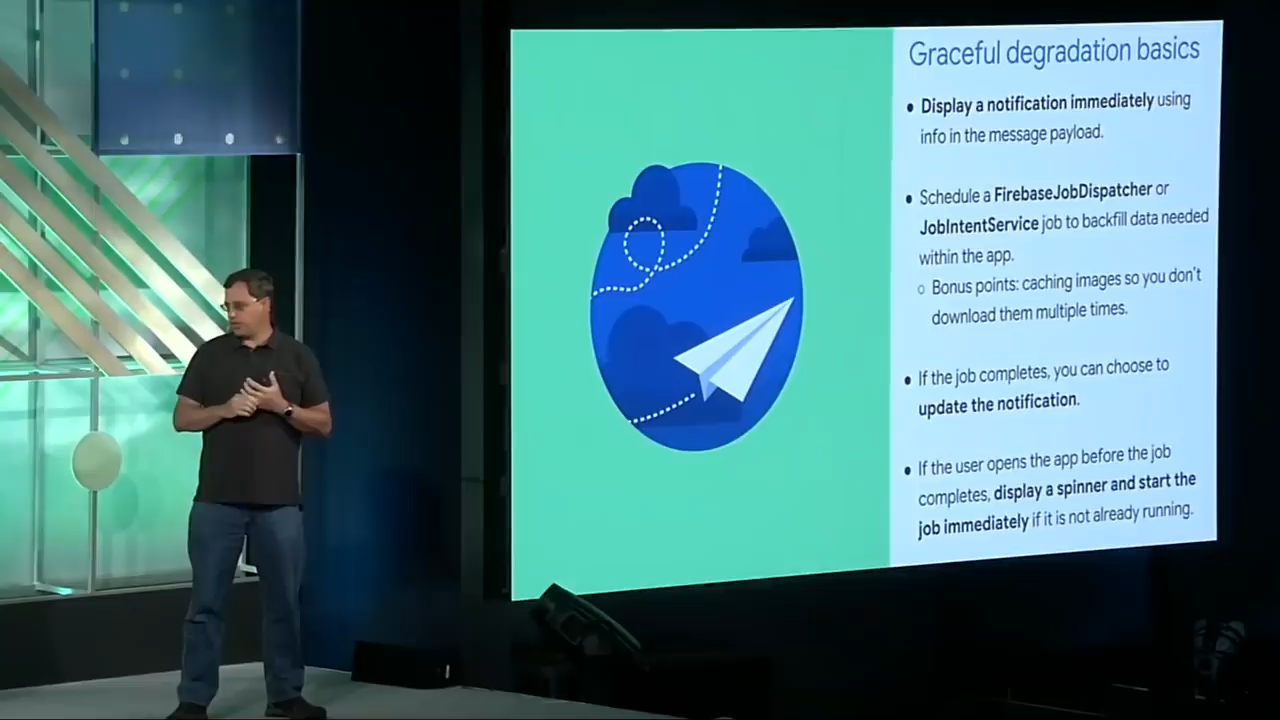 Graceful degradation basics
• Display a notification immediately using
info in the message payload.
• Schedule a FirebaseJobDispatcher or
JobIntentService job to backfill data needed
within the app.
○ Bonus points: caching images so you don't
download them multiple times.
• If the job completes, you can choose to
update the notification.
• If the user opens the app before the job
completes, display a spinner and start the
job immediately if it is not already running.